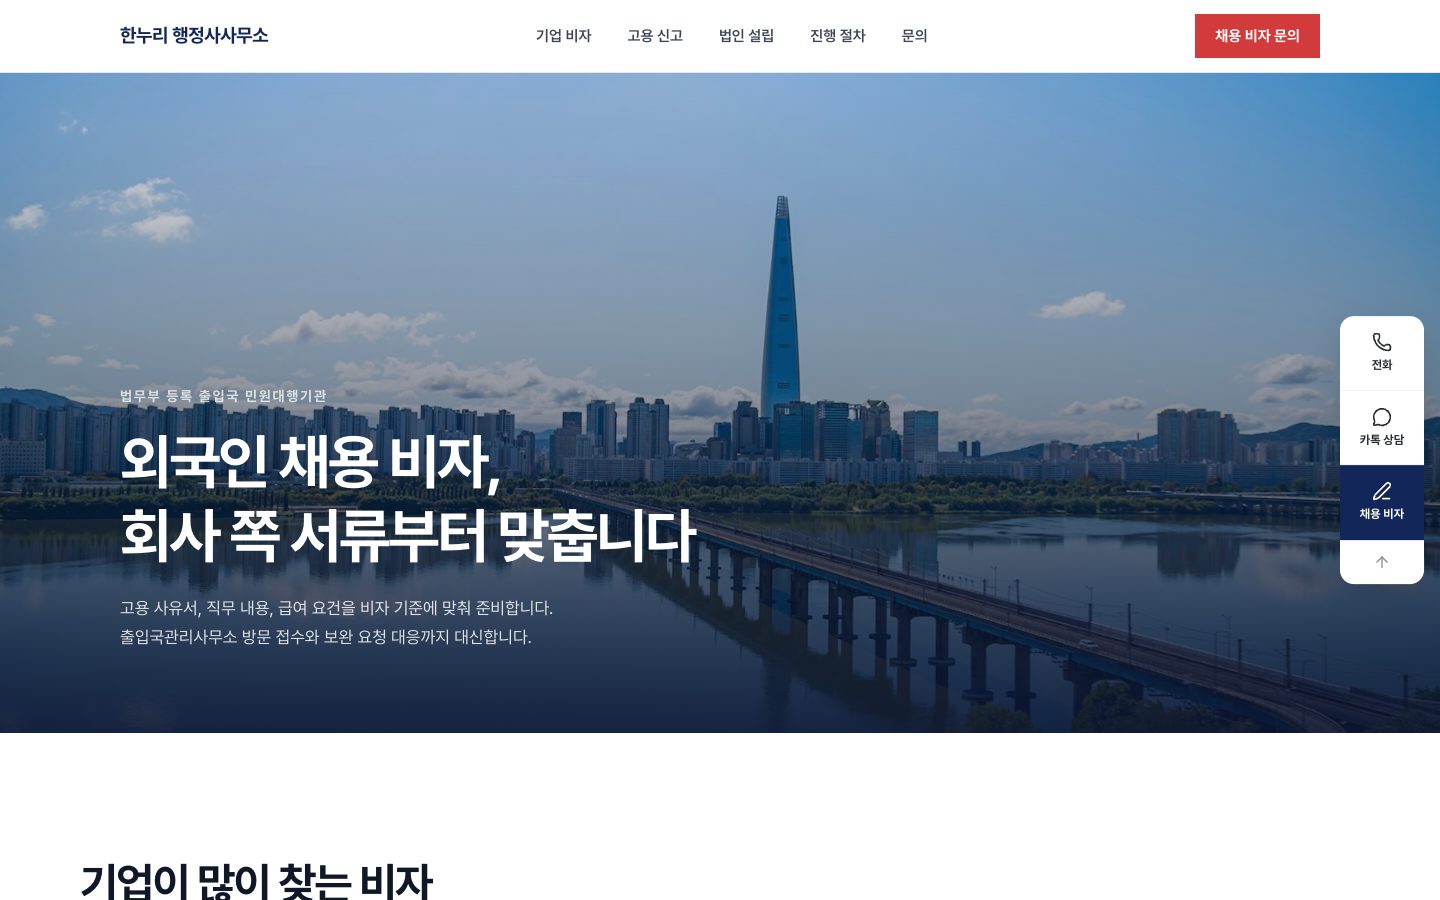 한누리 행정사사무소
기업 비자
고용 신고
법인 설립
진행 절차
문의
채용 비자 문의
법무부 등록 출입국 민원대행기관
외국인 채용 비자,
회사 쪽 서류부터 맞춥니다
고용 사유서, 직무 내용, 급여 요건을 비자 기준에 맞춰 준비합니다.
출입국관리사무소 방문 접수와 보완 요청 대응까지 대신합니다.
전화
카톡 상담
채용 비자
기업이 많이 찾는 비자